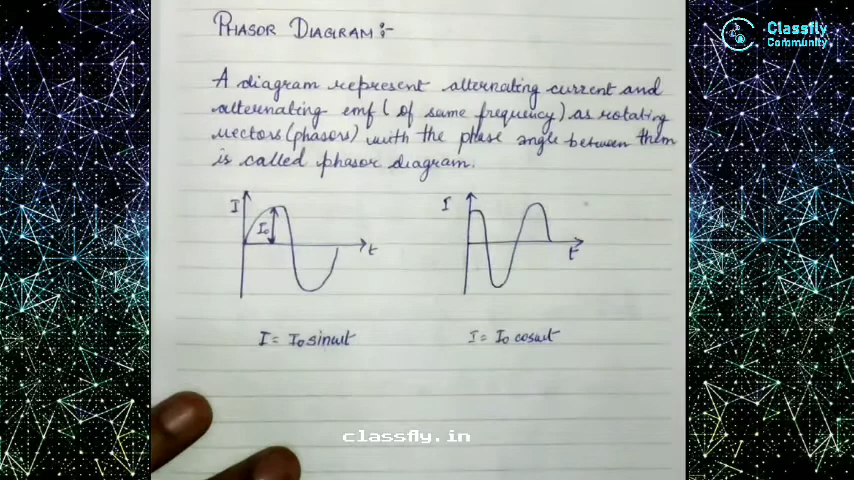 PHASOR DIAGRAM:-
Classfly
Community
A diagram represent alternating current and
alternating emf ( of same frequency) as rotating
vectors (phasors) with the phase angle between them
is called phasor diagram.
I
I₀
t
I
t
I = I₀ sinωt
I = I₀ cosωt
classfly.in